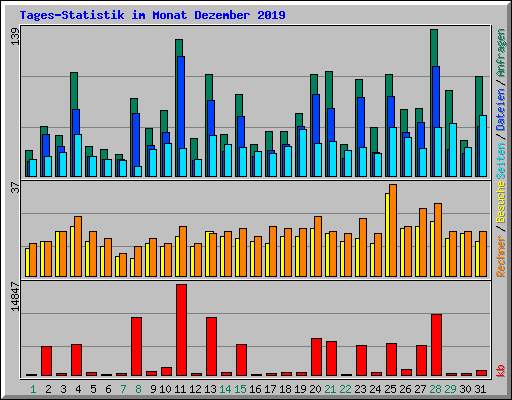 Tages-Statistik im Monat Dezember 2019
139
37
14847
Rechner / Besuche Seiten / Dateien / Anfragen
kb
1 2 3 4 5 6 7 8 9 10 11 12 13 14 15 16 17 18 19 20 21 22 23 24 25 26 27 28 29 30 31